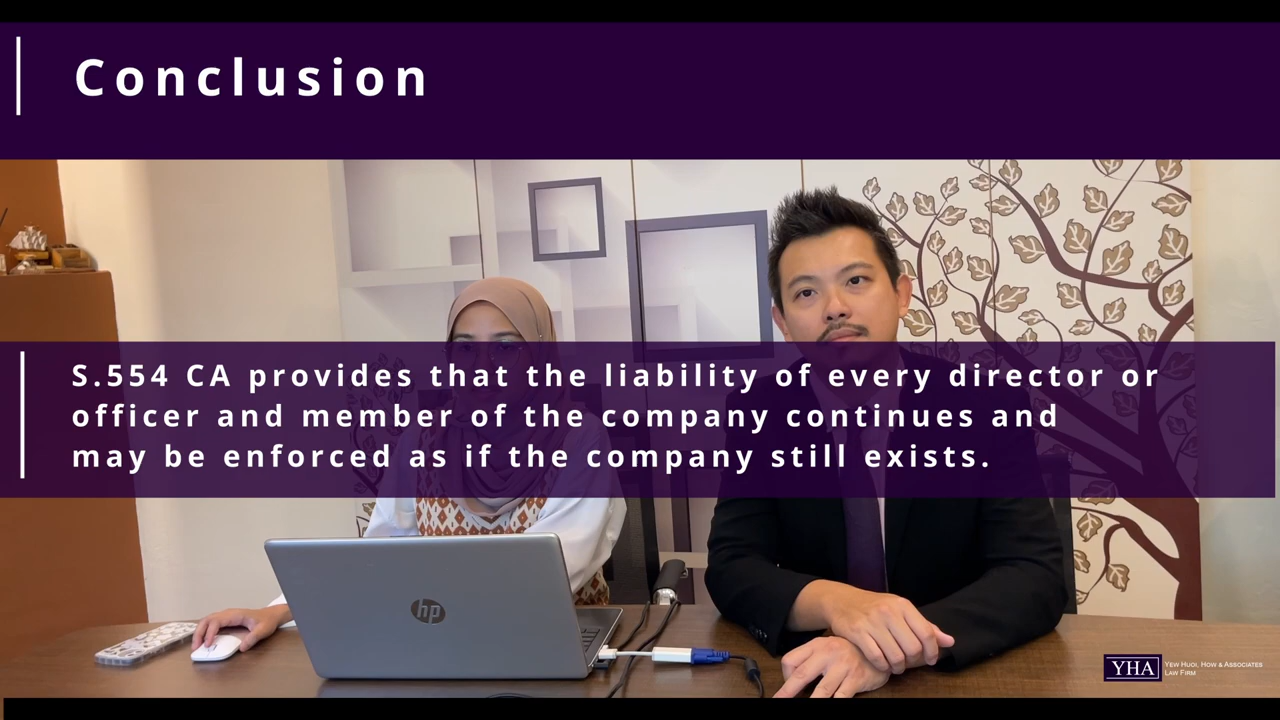 Conclusion
S.554 CA provides that the liability of every director or
officer and member of the company continues and
may be enforced as if the company still exists.
hp
YHA
Yew Huoi, How & Associates
Law Firm